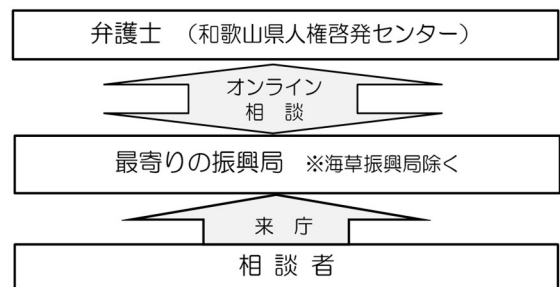 弁護士 （和歌山県人権啓発センター）
オンライン
相 談
最寄りの振興局 ※海草振興局除く
来 庁
相 談 者